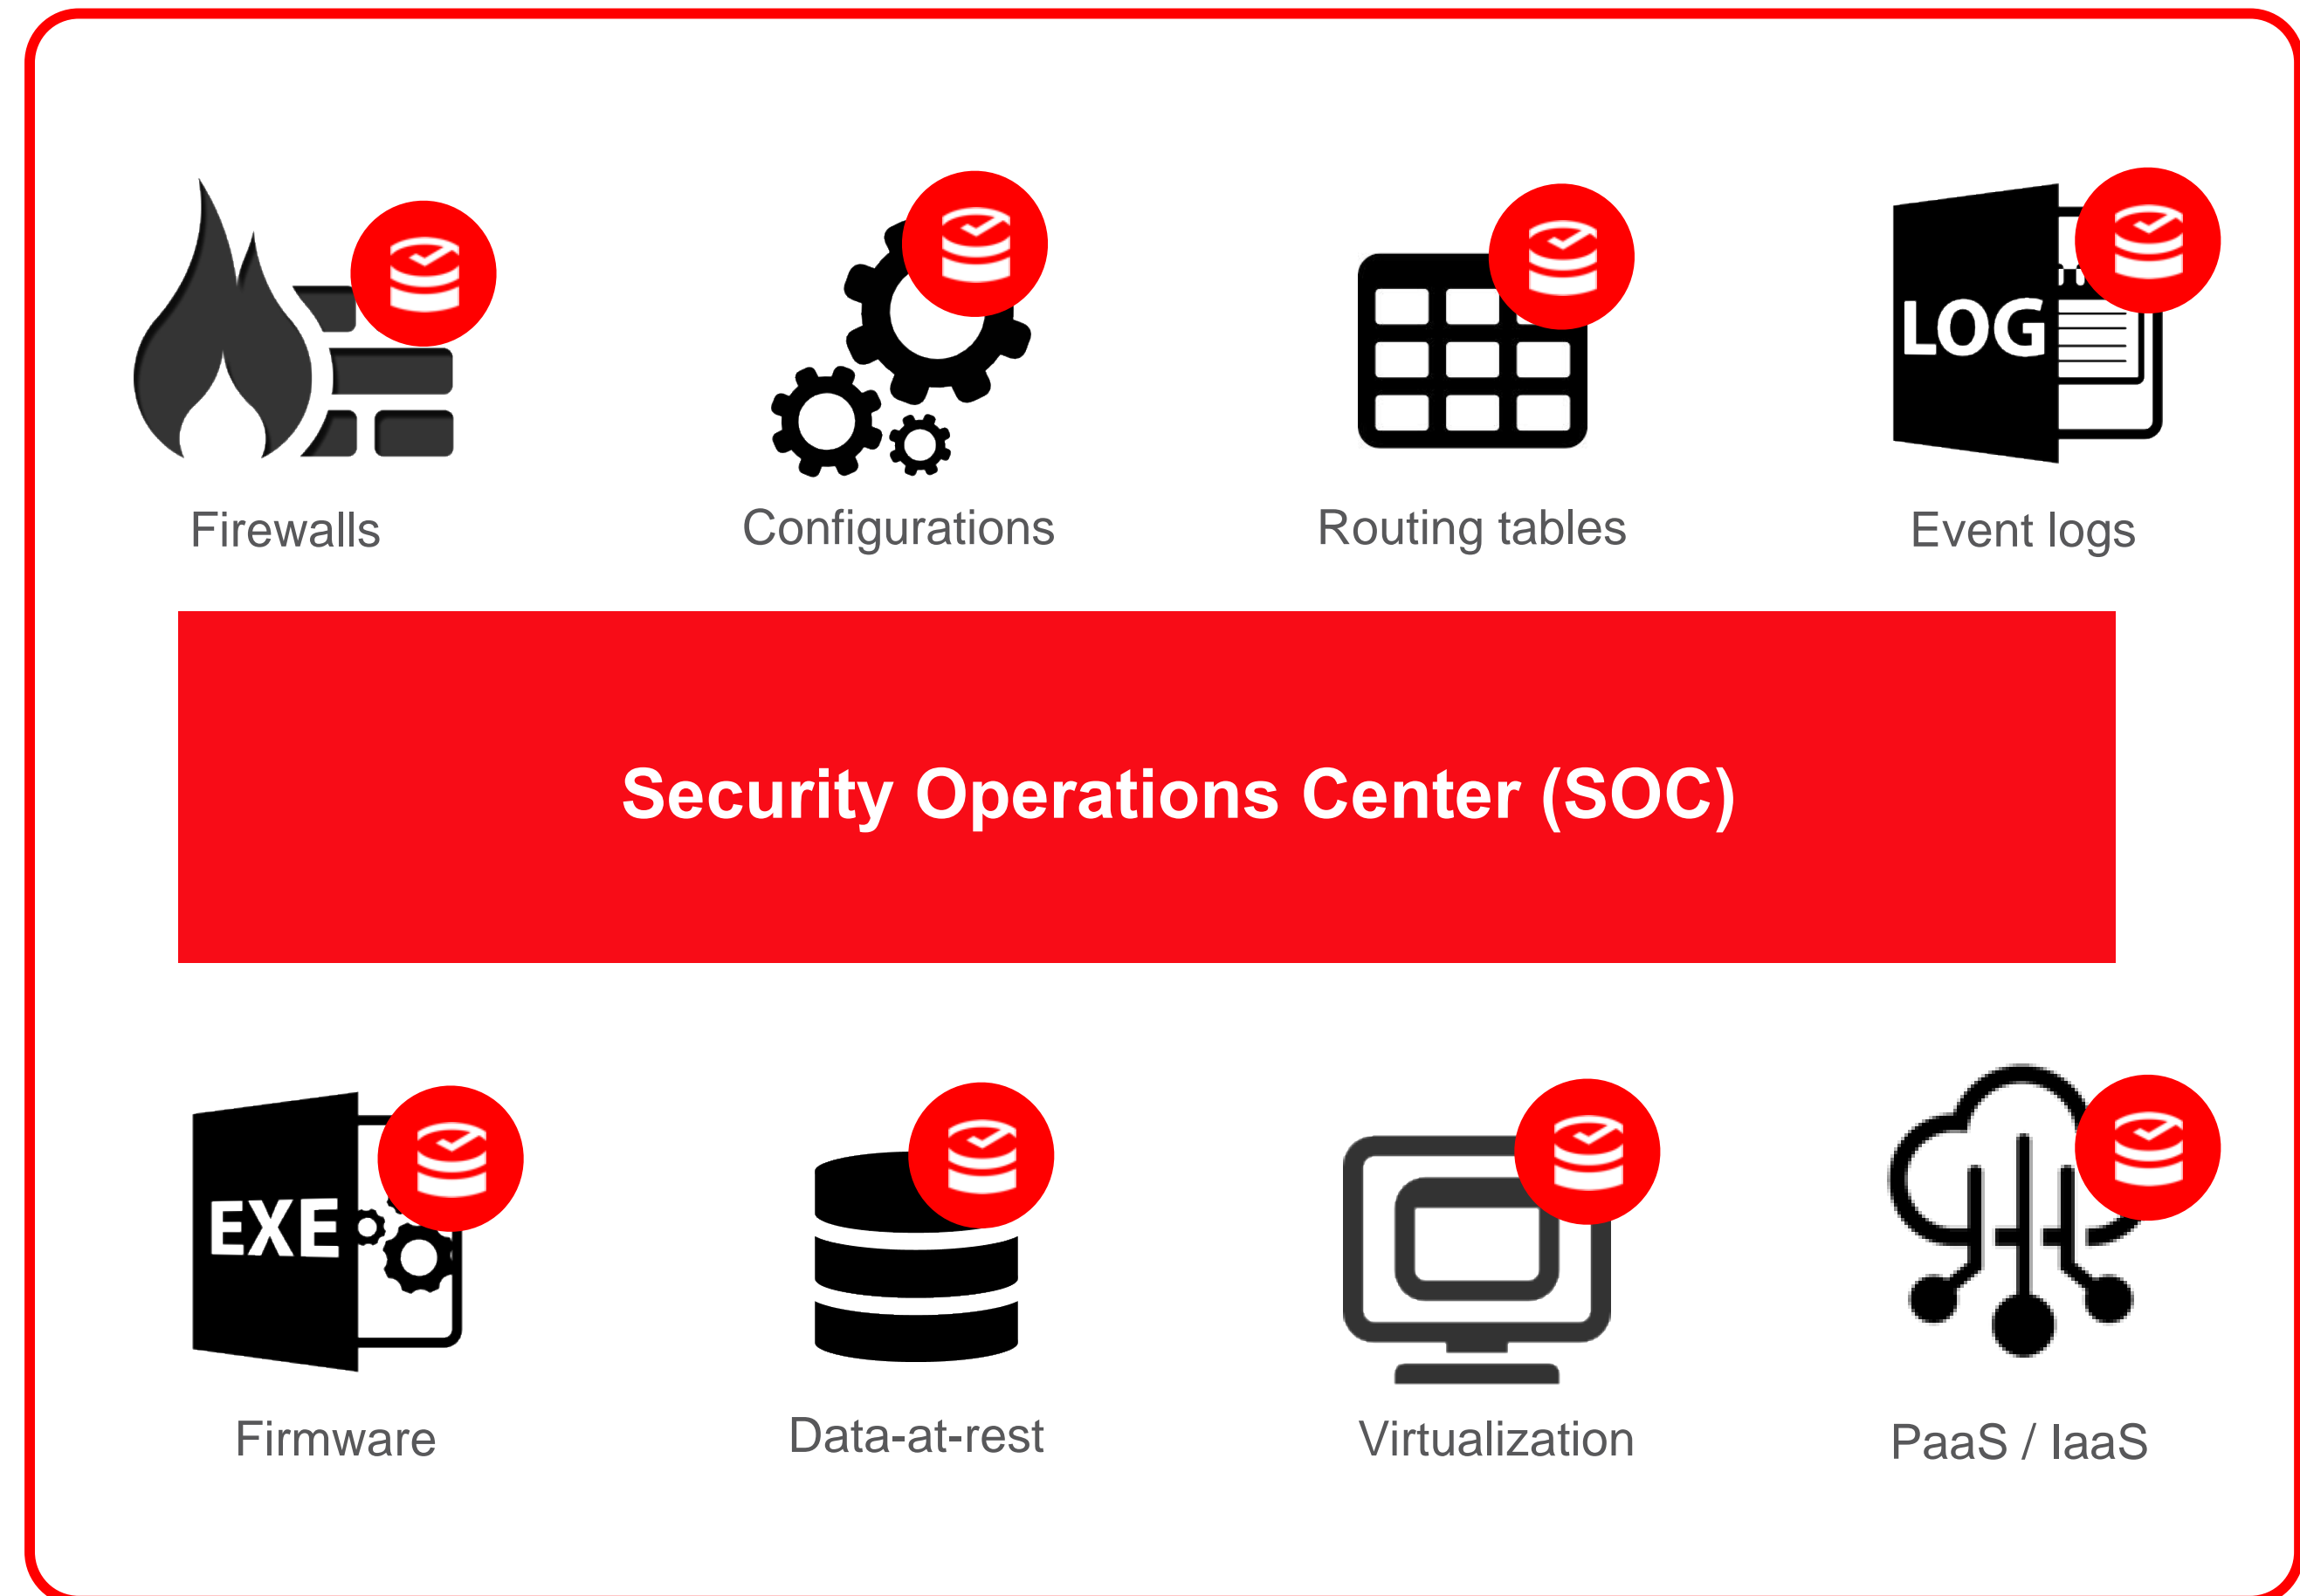 LOG
Firewalls
Configurations
Routing tables
Event logs
Security Operations Center (SOC)
EXE
Firmware
Data-at-rest
Virtualization
PaaS / IaaS